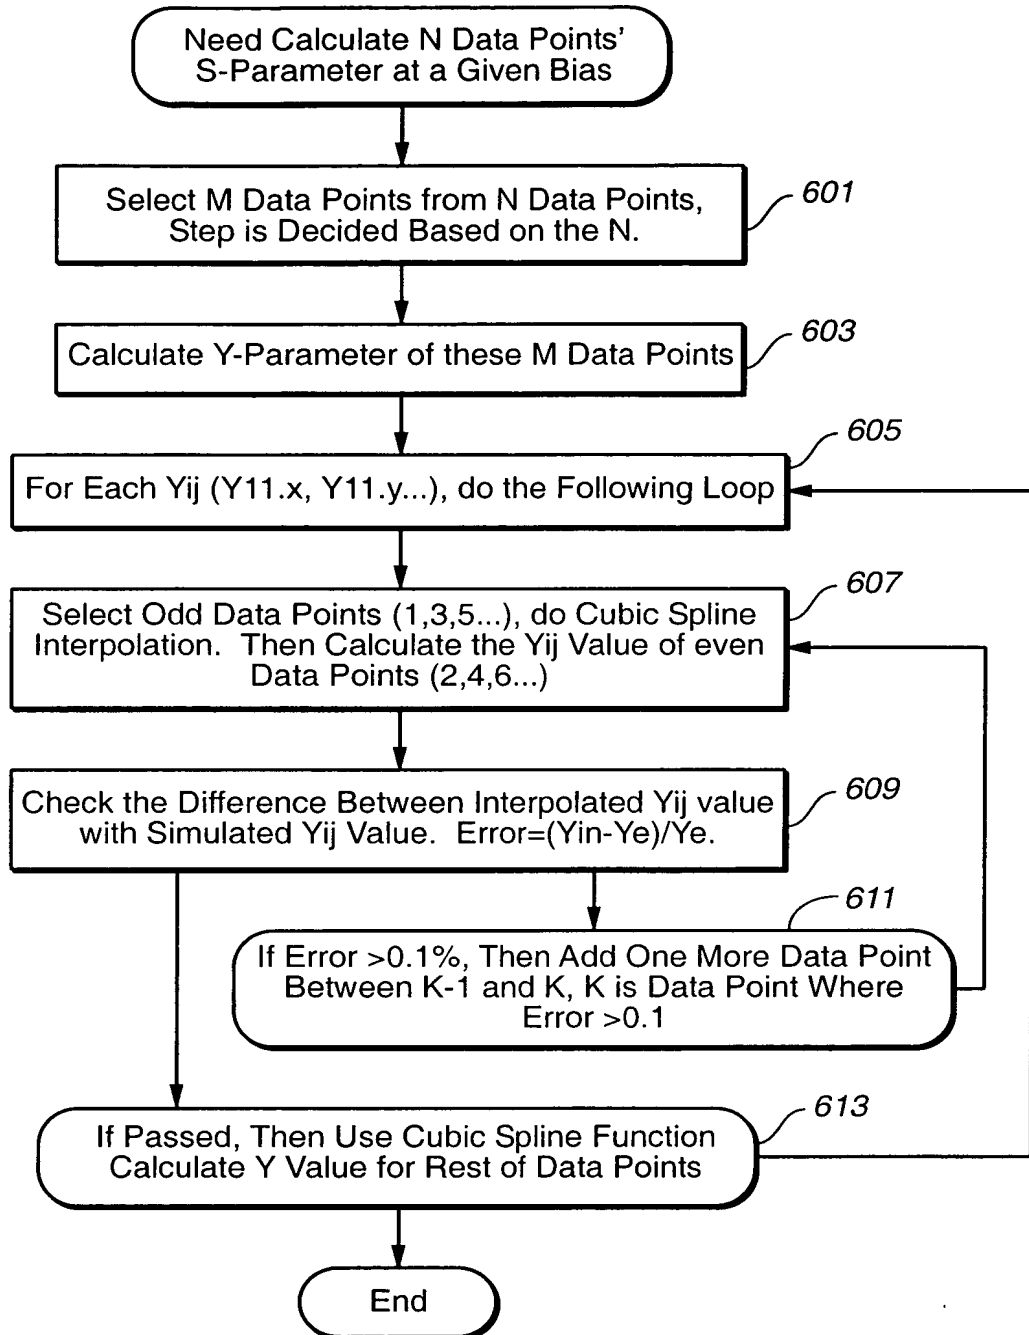 Need Calculate N Data Points'
S-Parameter at a Given Bias
Select M Data Points from N Data Points,
Step is Decided Based on the N.
601
Calculate Y-Parameter of these M Data Points
603
For Each Yij (Y11.x, Y11.y...), do the Following Loop
605
Select Odd Data Points (1,3,5...), do Cubic Spline
Interpolation. Then Calculate the Yij Value of even
Data Points (2,4,6...)
607
Check the Difference Between Interpolated Yij value
with Simulated Yij Value. Error=(Yin-Ye)/Ye.
609
If Error >0.1%, Then Add One More Data Point
Between K-1 and K, K is Data Point Where
Error >0.1
611
If Passed, Then Use Cubic Spline Function
Calculate Y Value for Rest of Data Points
613
End